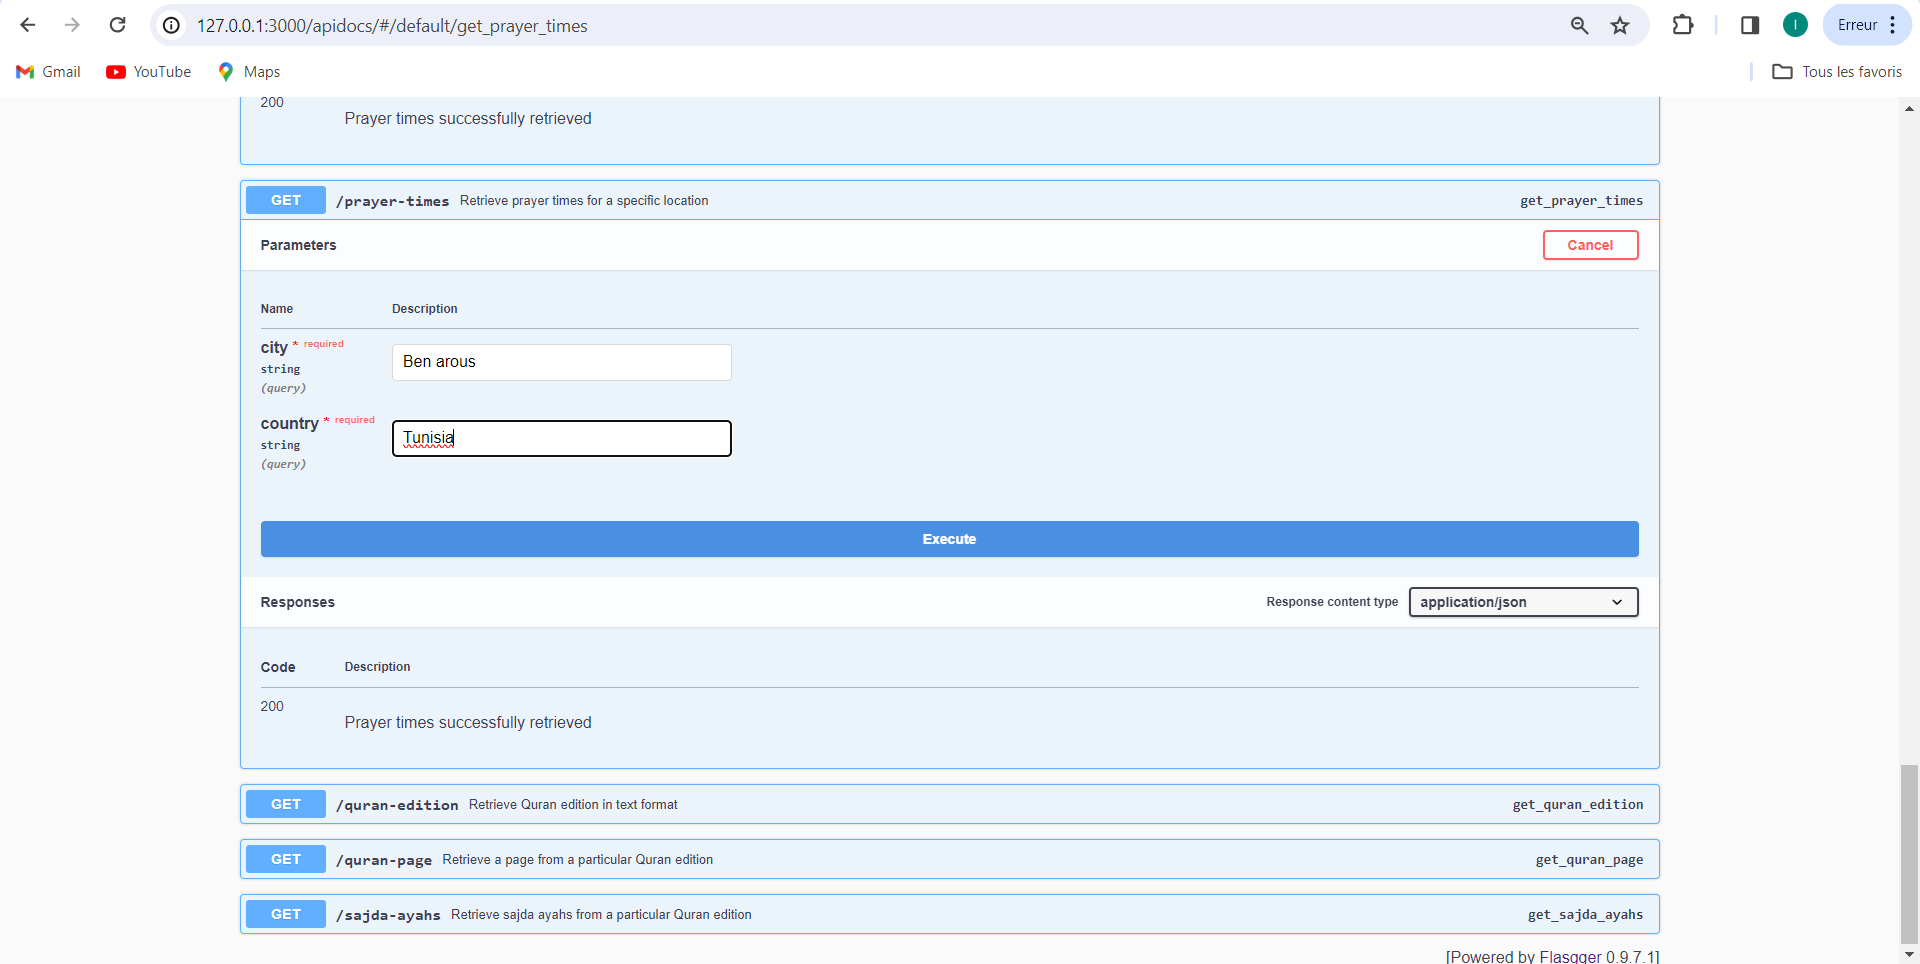 127.0.0.1:3000/apidocs/#/default/get_prayer_times
I
Erreur
Gmail
YouTube
Maps
Tous les favoris
200
Prayer times successfully retrieved
GET /prayer-times Retrieve prayer times for a specific location get_prayer_times
Parameters
Cancel
Name Description
city * required
string
(query)
Ben arous
country * required
string
(query)
Tunisia
Execute
Responses
Response content type application/json
Code Description
200
Prayer times successfully retrieved
GET /quran-edition Retrieve Quran edition in text format get_quran_edition
GET /quran-page Retrieve a page from a particular Quran edition get_quran_page
GET /sajda-ayahs Retrieve sajda ayahs from a particular Quran edition get_sajda_ayahs
[Powered by Flasgger 0.9.7.1]